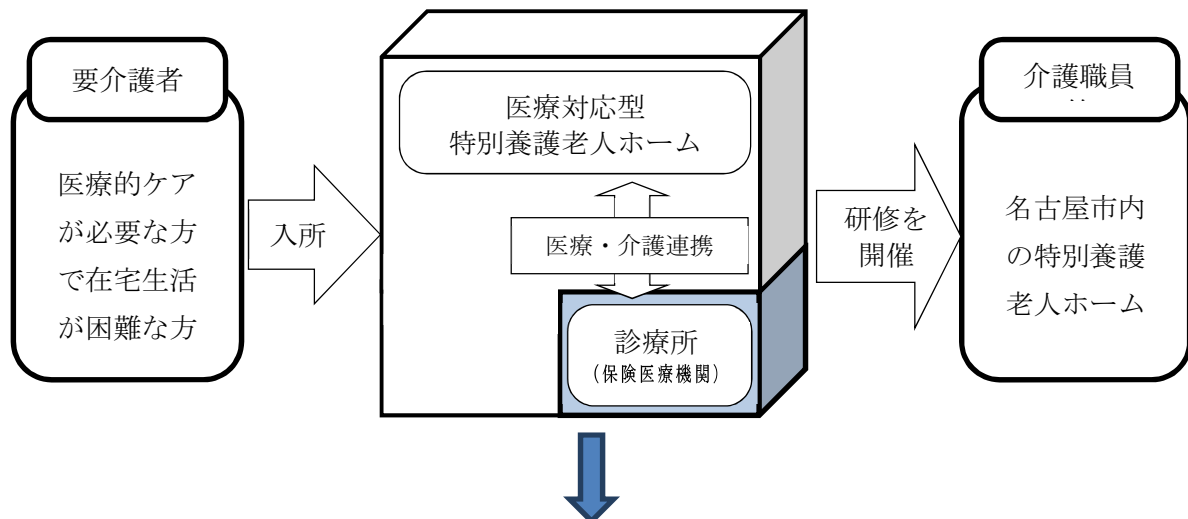 要介護者
医療的ケア
が必要な方
で在宅生活
が困難な方
入所
医療対応型
特別養護老人ホーム
医療・介護連携
診療所
（保険医療機関）
研修を
開催
介護職員
名古屋市内
の特別養護
老人ホーム